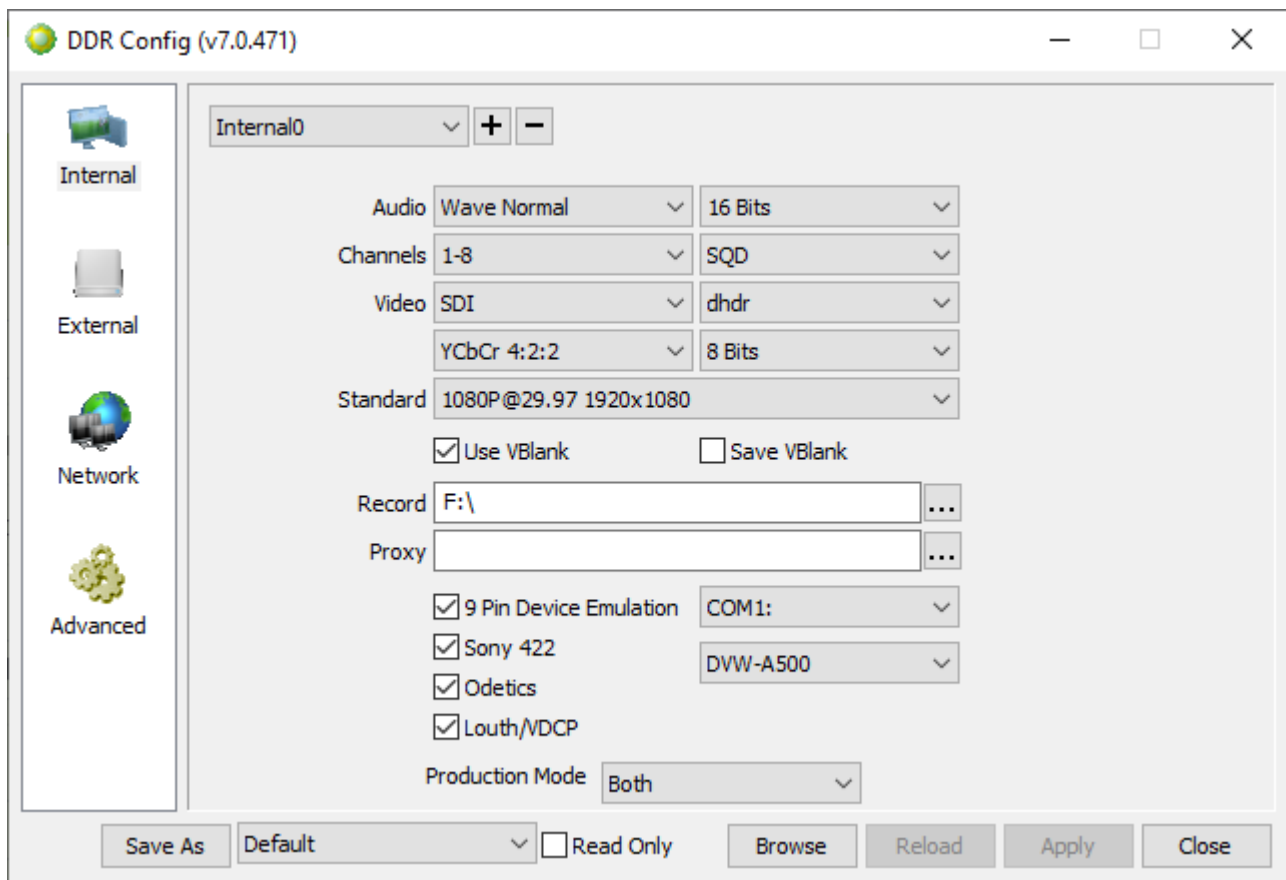 DDR Config (v7.0.471)
Internal
External
Network
Advanced
Internal0 + −
Audio Wave Normal 16 Bits
Channels 1-8 SQD
Video SDI dhdr
YCbCr 4:2:2 8 Bits
Standard 1080P@29.97 1920x1080
Use VBlank Save VBlank
Record F:\ ...
Proxy ...
9 Pin Device Emulation COM1:
Sony 422
DVW-A500
Odetics
Louth/VDCP
Production Mode Both
Save As Default Read Only Browse Reload Apply Close